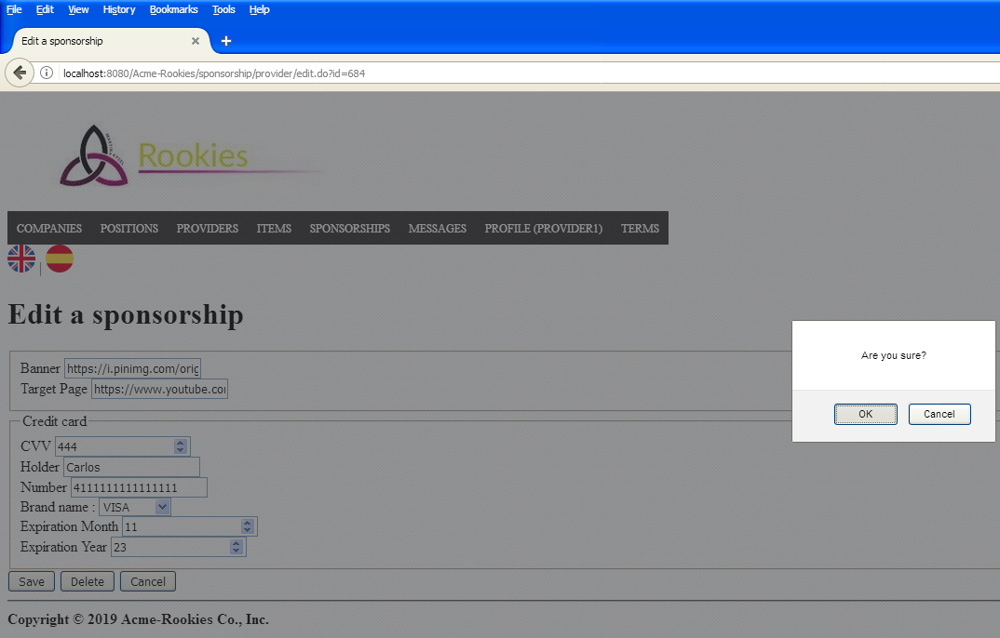 File Edit View History Bookmarks Tools Help
Edit a sponsorship
localhost:8080/Acme-Rookies/sponsorship/provider/edit.do?id=684
Rookies
COMPANIES POSITIONS PROVIDERS ITEMS SPONSORSHIPS MESSAGES PROFILE (PROVIDER1) TERMS
|
Edit a sponsorship
Banner https://i.pinimg.com/orig
Target Page https://www.youtube.co
Credit card
CVV 444
Holder Carlos
Number 4111111111111111
Brand name : VISA
Expiration Month 11
Expiration Year 23
Save Delete Cancel
Copyright © 2019 Acme-Rookies Co., Inc.
Are you sure?
OK Cancel